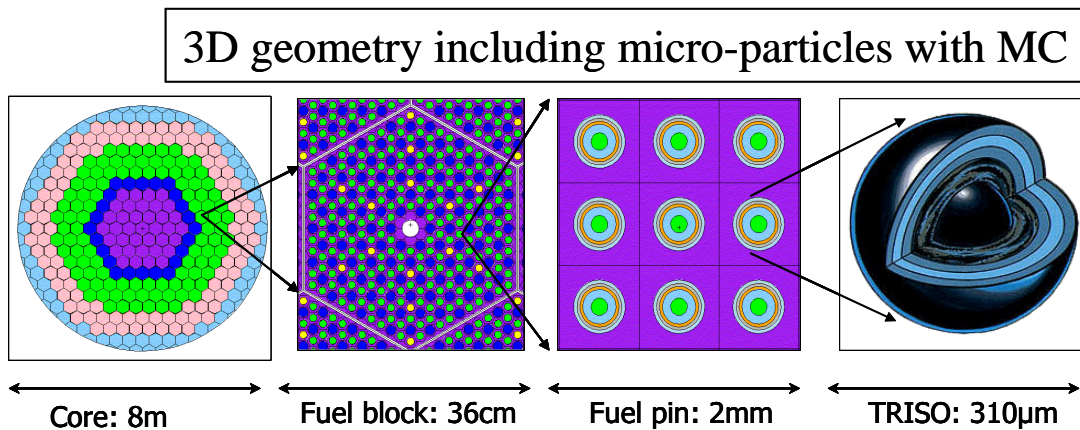 3D geometry including micro-particles with MC
Core: 8m
Fuel block: 36cm
Fuel pin: 2mm
TRISO: 310µm